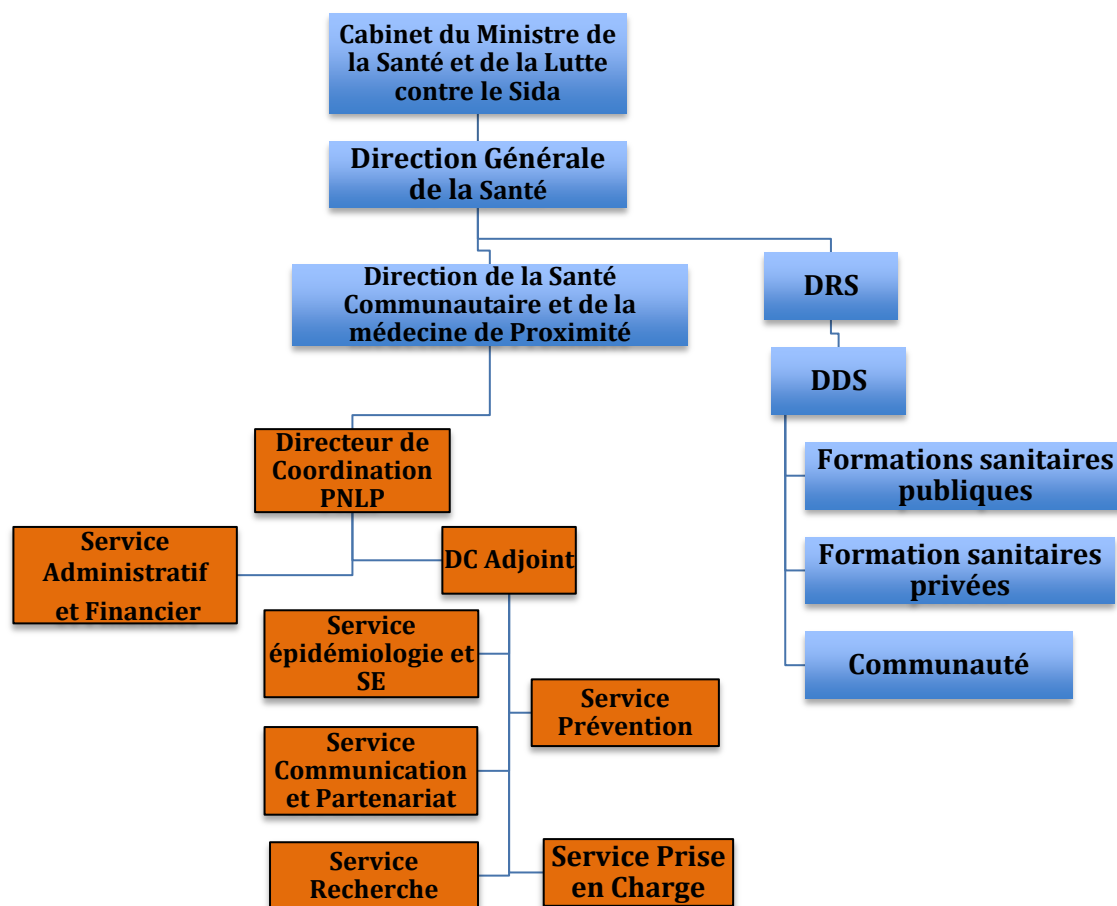 Cabinet du Ministre de
la Santé et de la Lutte
contre le Sida
Direction Générale
de la Santé
Direction de la Santé
Communautaire et de la
médecine de Proximité
DRS
DDS
Directeur de
Coordination
PNLP
Formations sanitaires
publiques
Service
Administratif
et Financier
DC Adjoint
Formation sanitaires
privées
Service
épidémiologie et
SE
Communauté
Service
Prévention
Service
Communication
et Partenariat
Service
Recherche
Service Prise
en Charge